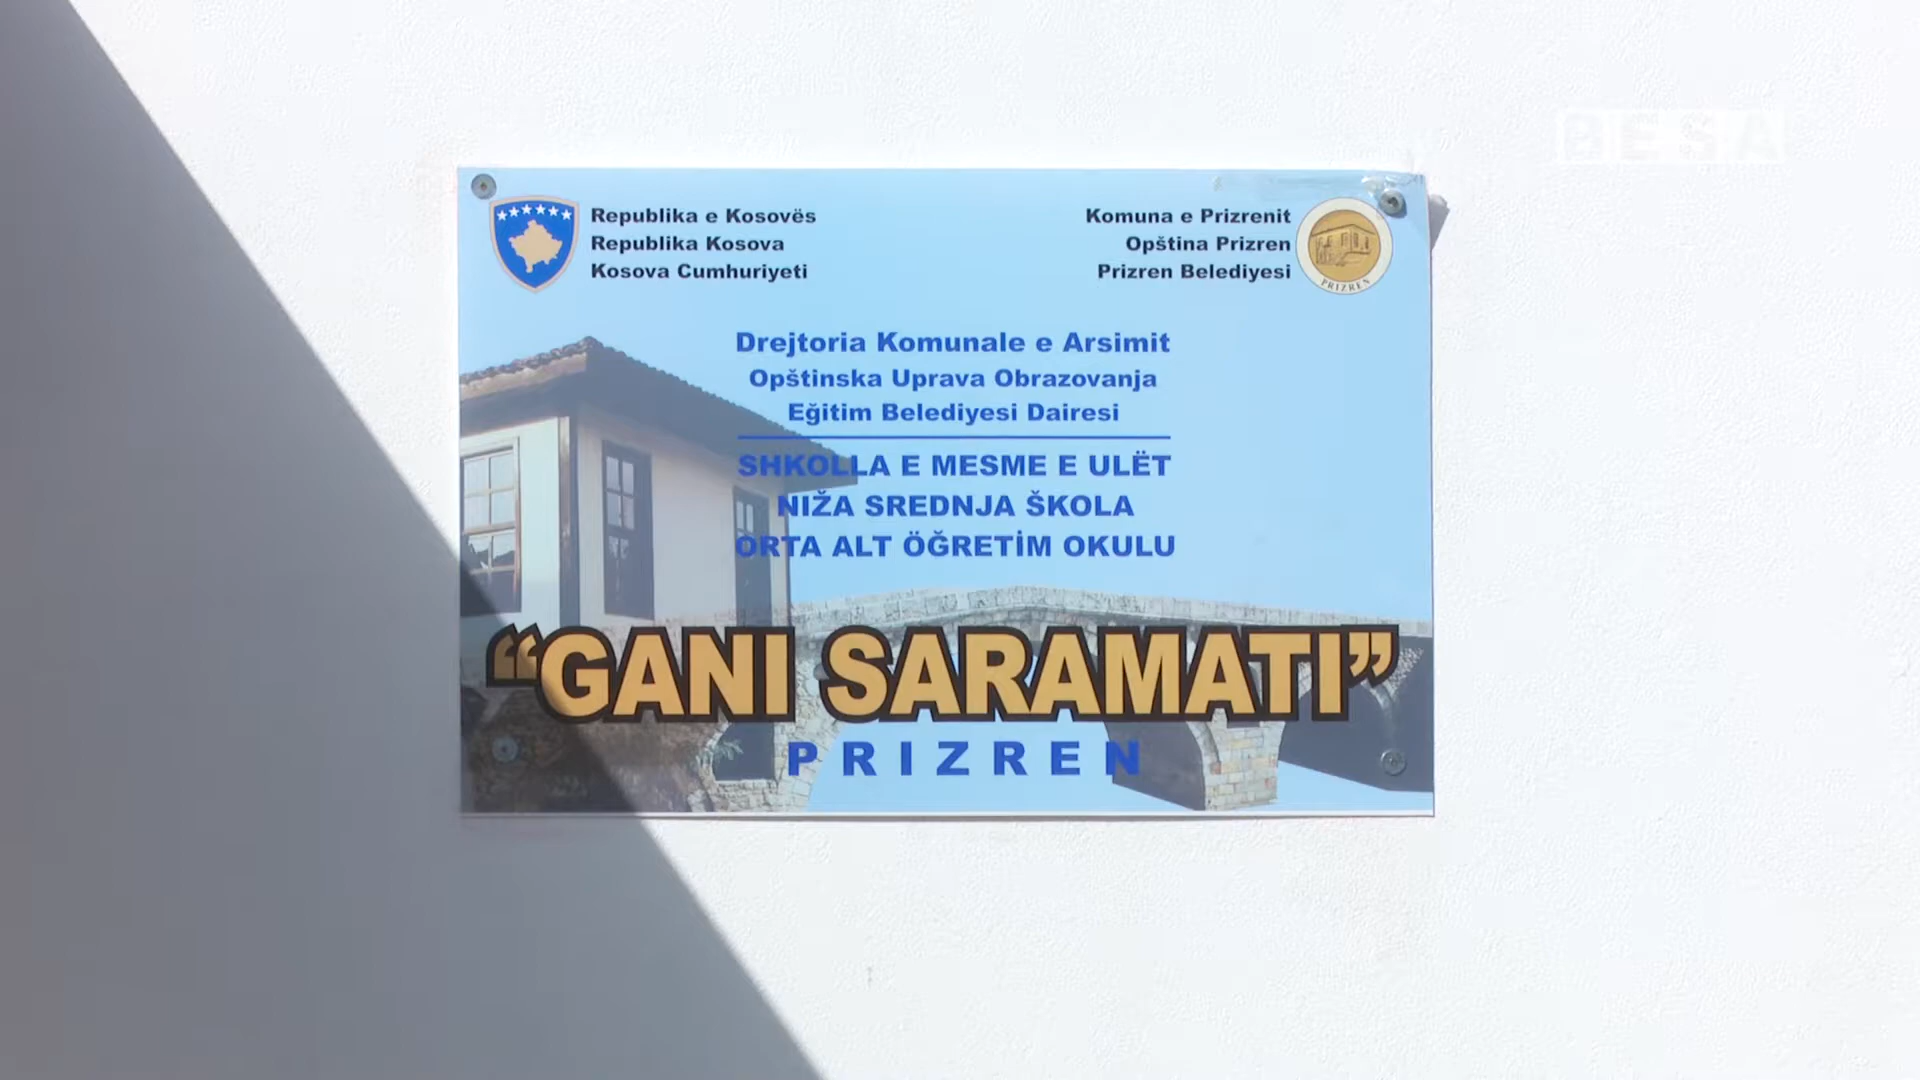 BESA
Republika e Kosovës
Republika Kosova
Kosova Cumhuriyeti
Komuna e Prizrenit
Opština Prizren
Prizren Belediyesi
PRIZREN
Drejtoria Komunale e Arsimit
Opštinska Uprava Obrazovanja
Eğitim Belediyesi Dairesi
SHKOLLA E MESME E ULËT
NIŽA SREDNJA ŠKOLA
ORTA ALT ÖĞRETİM OKULU
“GANI SARAMATI”
PRIZREN